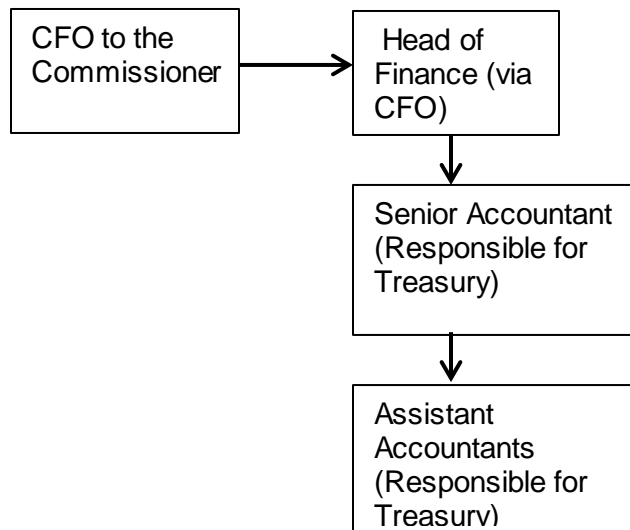 CFO to the
Commissioner
Head of
Finance (via
CFO)
Senior Accountant
(Responsible for
Treasury)
Assistant
Accountants
(Responsible for
Treasury)